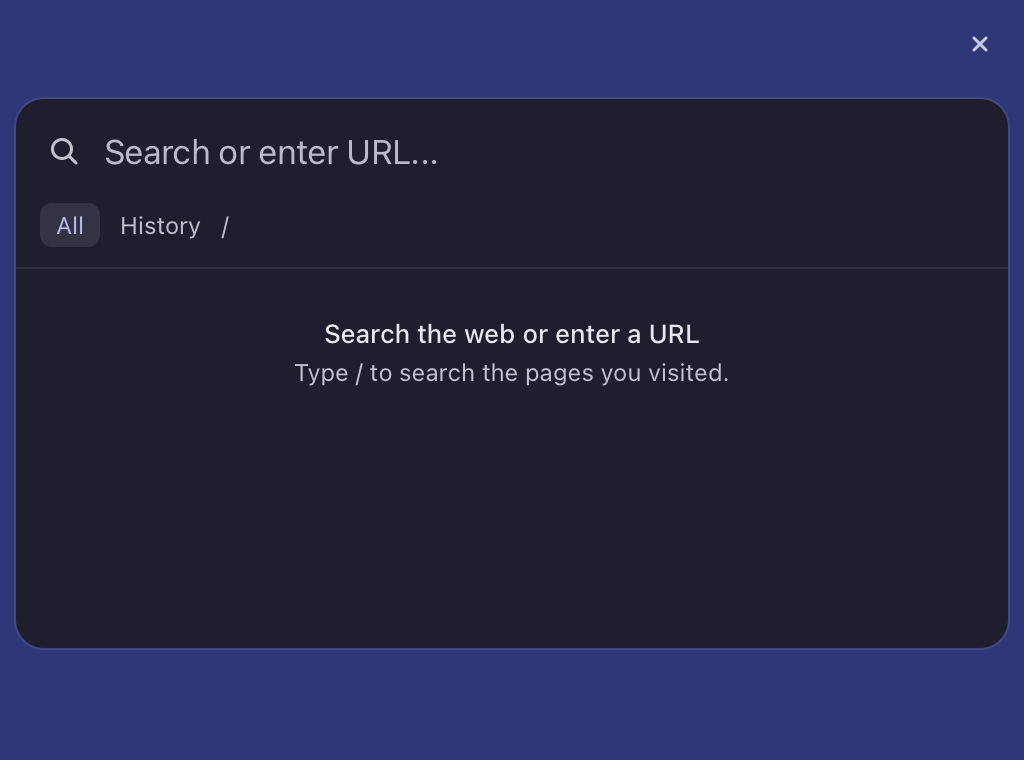 Search or enter URL...
All History /
Search the web or enter a URL
Type / to search the pages you visited.